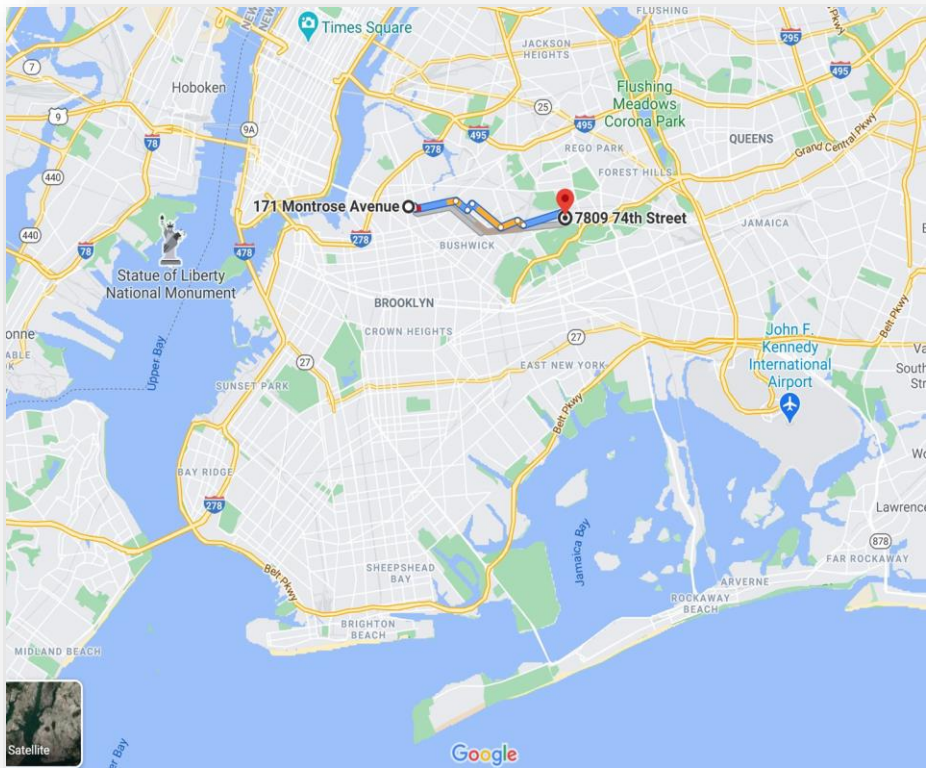 FLUSHING
Times Square
JACKSON
HEIGHTS
295
495
7
Hoboken
9
9A
78
25
Flushing
Meadows
Corona Park
495
495
278
QUEENS
Grand Central Pkwy
REGO PARK
FOREST HILLS
440
171 Montrose Avenue
7809 74th Street
JAMAICA
440
78
478
278
BUSHWICK
Statue of Liberty
National Monument
BROOKLYN
CROWN HEIGHTS
27
27
EAST NEW YORK
Belt Pkwy
John F.
Kennedy
International
Airport
Upper Bay
SUNSET PARK
Belt Pkwy
BAY RIDGE
278
Jamaica Bay
Lawrence
878
Belt Pkwy
SHEEPSHEAD
BAY
FAR ROCKAWAY
ARVERNE
ROCKAWAY
BEACH
BRIGHTON
BEACH
MIDLAND BEACH
Satellite
Google